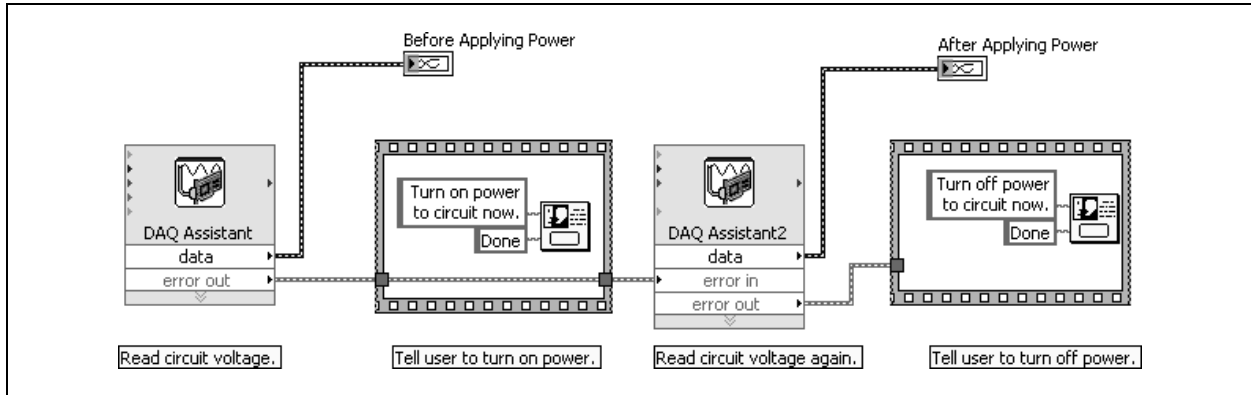 Before Applying Power
After Applying Power
DAQ Assistant
data
error out
Turn on power
to circuit now.
Done
DAQ Assistant2
data
error in
error out
Turn off power
to circuit now.
Done
Read circuit voltage.
Tell user to turn on power.
Read circuit voltage again.
Tell user to turn off power.